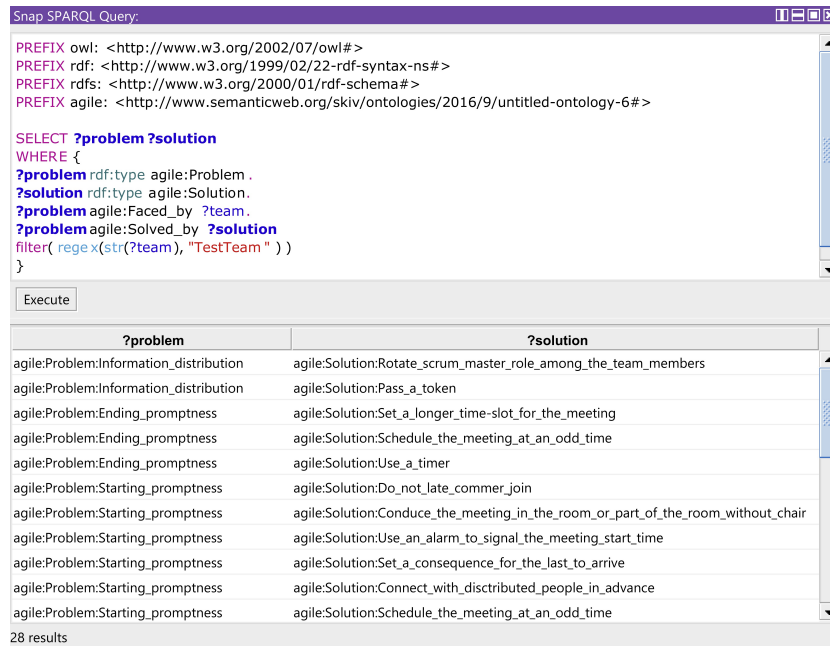 Snap SPARQL Query:
PREFIX owl: <http://www.w3.org/2002/07/owl#>
PREFIX rdf: <http://www.w3.org/1999/02/22-rdf-syntax-ns#>
PREFIX rdfs: <http://www.w3.org/2000/01/rdf-schema#>
PREFIX agile: <http://www.semanticweb.org/skiv/ontologies/2016/9/untitled-ontology-6#>
SELECT ?problem ?solution
WHERE {
?problem rdf:type agile:Problem .
?solution rdf:type agile:Solution.
?problem agile:Faced_by ?team.
?problem agile:Solved_by ?solution
filter( regex(str(?team), "TestTeam" ) )
}
Execute
?problem ?solution
agile:Problem:Information_distribution agile:Solution:Rotate_scrum_master_role_among_the_team_members
agile:Problem:Information_distribution agile:Solution:Pass_a_token
agile:Problem:Ending_promptness agile:Solution:Set_a_longer_time-slot_for_the_meeting
agile:Problem:Ending_promptness agile:Solution:Schedule_the_meeting_at_an_odd_time
agile:Problem:Ending_promptness agile:Solution:Use_a_timer
agile:Problem:Starting_promptness agile:Solution:Do_not_late_commer_join
agile:Problem:Starting_promptness agile:Solution:Conduce_the_meeting_in_the_room_or_part_of_the_room_without_chair
agile:Problem:Starting_promptness agile:Solution:Use_an_alarm_to_signal_the_meeting_start_time
agile:Problem:Starting_promptness agile:Solution:Set_a_consequence_for_the_last_to_arrive
agile:Problem:Starting_promptness agile:Solution:Connect_with_disctributed_people_in_advance
agile:Problem:Starting_promptness agile:Solution:Schedule_the_meeting_at_an_odd_time
28 results